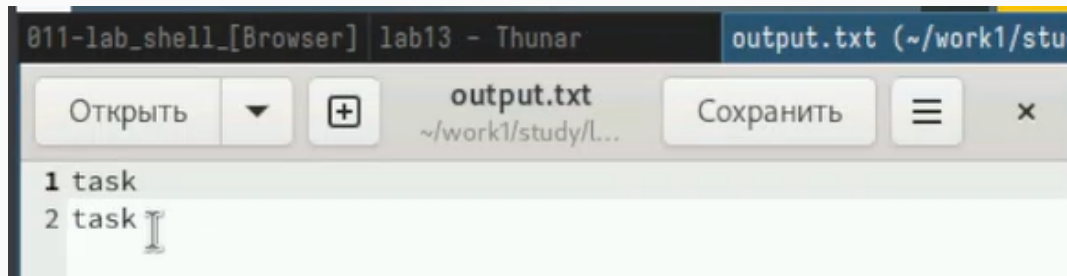 011-lab_shell_[Browser] lab13 - Thunar output.txt (~/work1/stu
Открыть output.txt Сохранить
~/work1/study/l...
1 task
2 task